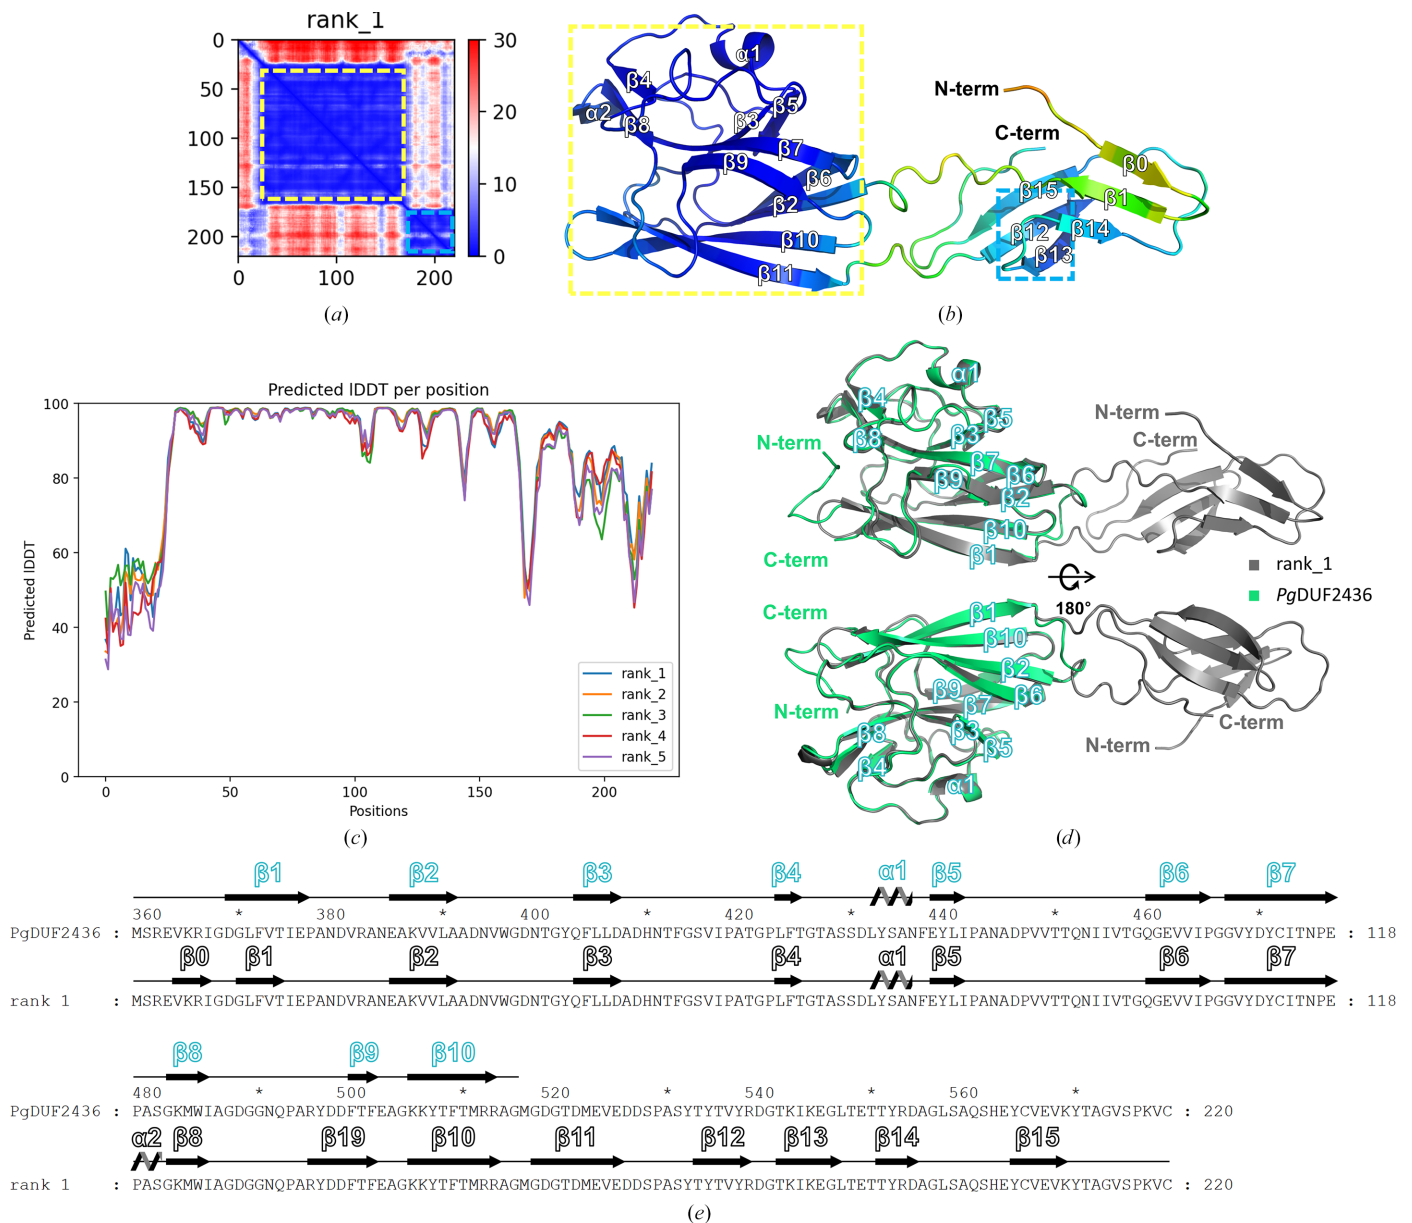 rank_1
0
50
100
150
200
0
100
200
30
20
10
0
(a)
β4
α1
α2
β8
β3
β5
β7
β9
β6
β2
β10
β11
N-term
C-term
β0
β15
β1
β12
β14
β13
(b)
Predicted lDDT per position
100
80
60
40
20
0
Predicted lDDT
0
50
100
150
200
Positions
rank_1
rank_2
rank_3
rank_4
rank_5
(c)
α1
β4
β5
β8
β3
N-term
β7
β6
β9
β2
β10
β1
C-term
N-term
C-term
rank_1
PgDUF2436
180°
C-term
β1
β10
β2
β9
β6
β7
N-term
β8
β3
β5
β4
α1
C-term
N-term
(d)
β1 β2 β3 β4 α1 β5 β6 β7
360 * 380 * 400 * 420 * 440 * 460 *
PgDUF2436 : MSREVKRIGDGLFVTIEPANDVRANEAKVVLAADNVWGDNTGYQFLLDADHNTFGSVIPATGPLFTGTASSDLYSANFEYLIPANADPVVTTQNIIVTGQGEVVIPGGVYDYCITNPE : 118
β0 β1 β2 β3 β4 α1 β5 β6 β7
rank 1 : MSREVKRIGDGLFVTIEPANDVRANEAKVVLAADNVWGDNTGYQFLLDADHNTFGSVIPATGPLFTGTASSDLYSANFEYLIPANADPVVTTQNIIVTGQGEVVIPGGVYDYCITNPE : 118
β8 β9 β10
480 * 500 * 520 * 540 * 560 *
PgDUF2436 : PASGKMWIAGDGGNQPARYDDFTFEAGKKYTFTMRRAGMGDGTDMEVEDDSPASYTYTVYRDGTKIKEGLTETTYRDAGLSAQSHEYCVEVKYTAGVSPKVC : 220
α2 β8 β19 β10 β11 β12 β13 β14 β15
rank 1 : PASGKMWIAGDGGNQPARYDDFTFEAGKKYTFTMRRAGMGDGTDMEVEDDSPASYTYTVYRDGTKIKEGLTETTYRDAGLSAQSHEYCVEVKYTAGVSPKVC : 220
(e)